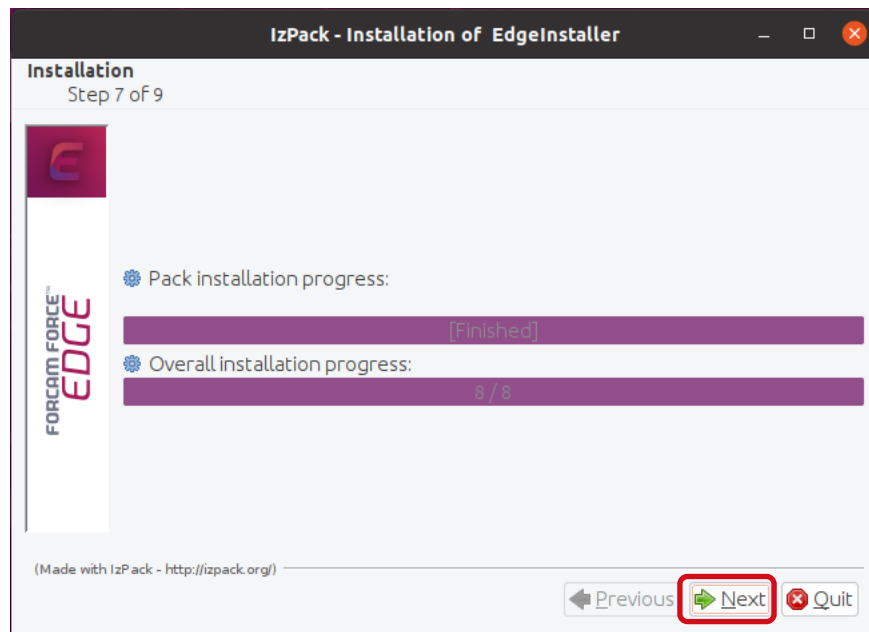 IzPack - Installation of EdgeInstaller
Installation
Step 7 of 9
E
FORCAM FORCE™
EDGE
Pack installation progress:
[Finished]
Overall installation progress:
8 / 8
(Made with IzPack - http://izpack.org/)
Previous
Next
Quit